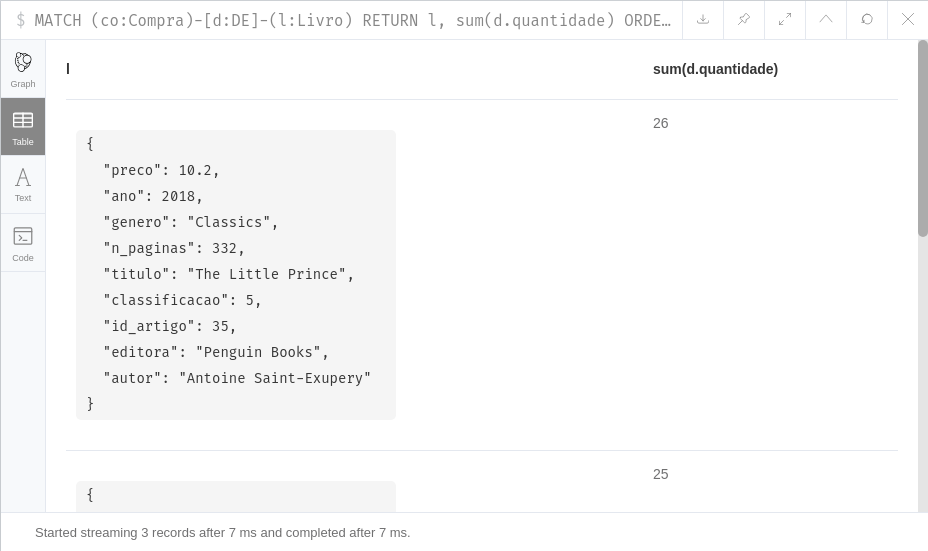 $ MATCH (co:Compra)-[d:DE]-(l:Livro) RETURN l, sum(d.quantidade) ORDE…
Graph
Table
Text
Code
l sum(d.quantidade)
26
{
"preco": 10.2,
"ano": 2018,
"genero": "Classics",
"n_paginas": 332,
"titulo": "The Little Prince",
"classificacao": 5,
"id_artigo": 35,
"editora": "Penguin Books",
"autor": "Antoine Saint-Exupery"
}
25
{
Started streaming 3 records after 7 ms and completed after 7 ms.